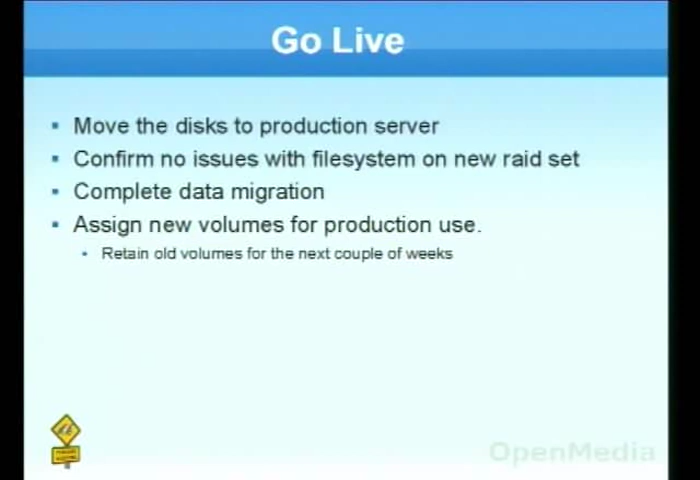 Go Live
Move the disks to production server
Confirm no issues with filesystem on new raid set
Complete data migration
Assign new volumes for production use.
Retain old volumes for the next couple of weeks
OpenMedia